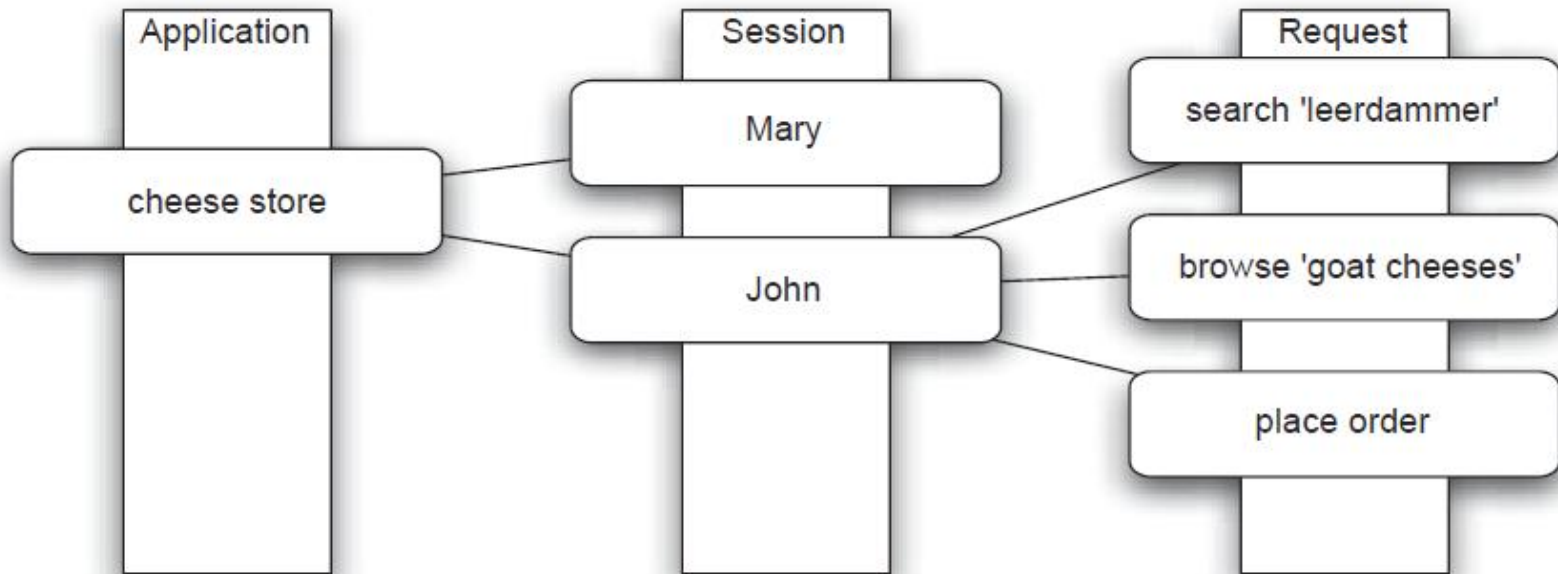 Application
cheese store
Session
Mary
John
Request
search 'leerdammer'
browse 'goat cheeses'
place order